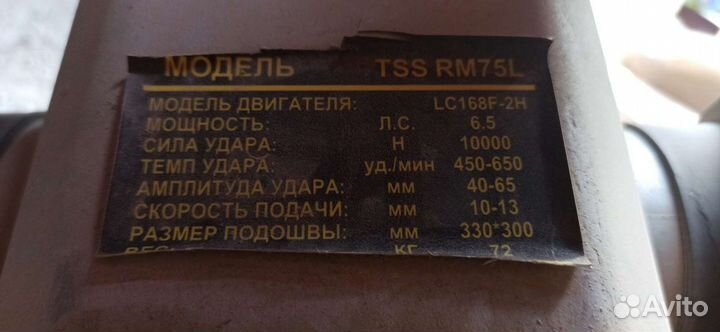 МОДЕЛЬ TSS RM75L
МОДЕЛЬ ДВИГАТЕЛЯ: LC168F-2H
МОЩНОСТЬ: Л.С. 6.5
СИЛА УДАРА: Н 10000
ТЕМП УДАРА: уд./мин 450-650
АМПЛИТУДА УДАРА: мм 40-65
СКОРОСТЬ ПОДАЧИ: мм 10-13
РАЗМЕР ПОДОШВЫ: мм 330*300
КГ 72
Avito